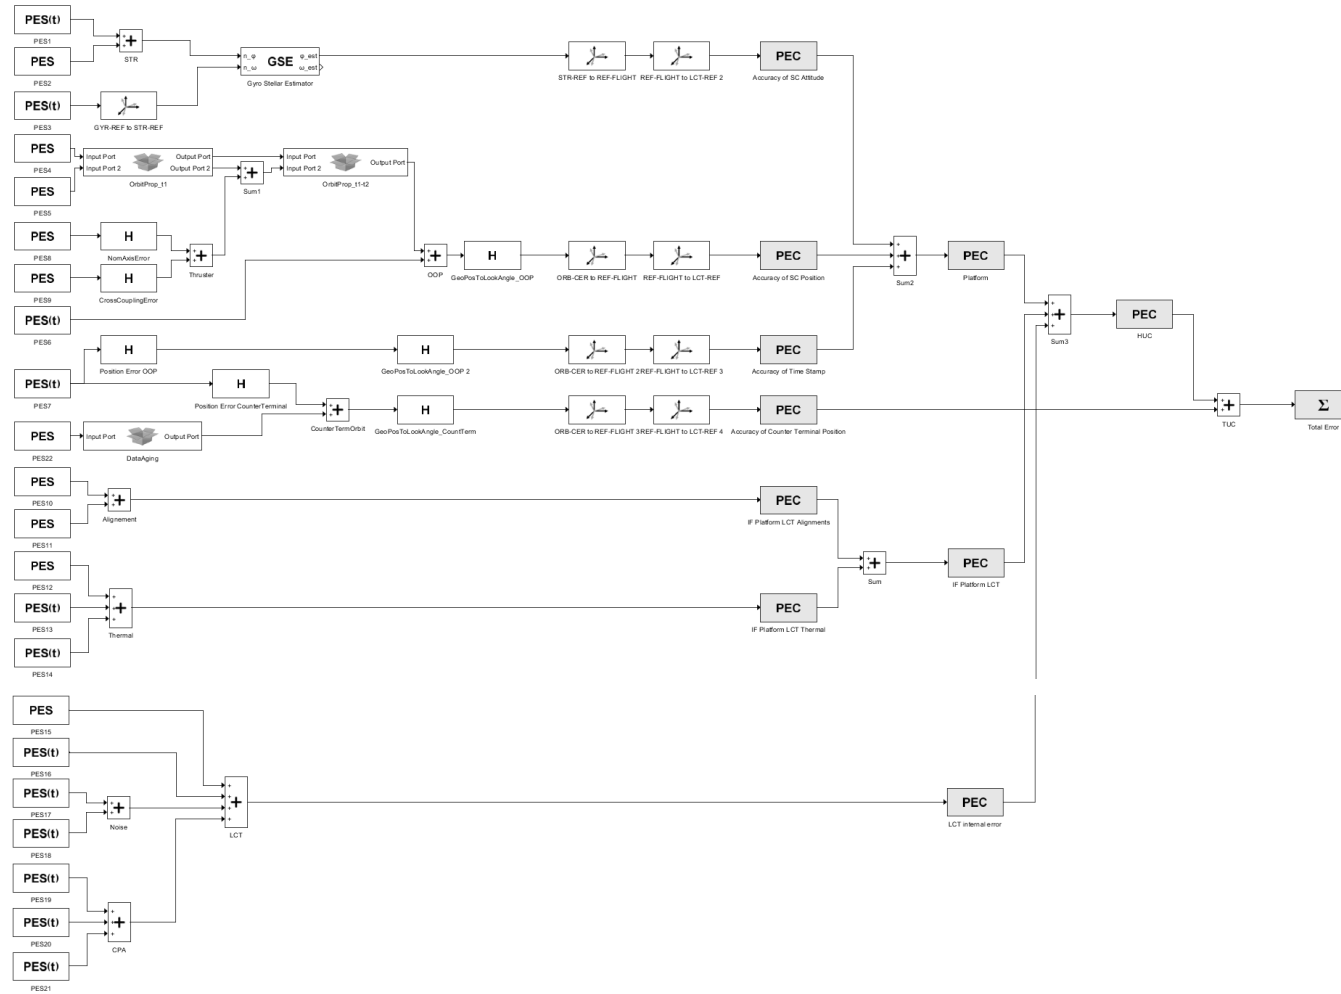 PES(t)
PES1
+
+
STR
PES
PES2
n_φ
n_ω
GSE
φ_est
ω_est
Gyro Stellar Estimator
STR-REF to REF-FLIGHT
REF-FLIGHT to LCT-REF 2
PEC
Accuracy of SC Attitude
PES(t)
PES3
GYR-REF to STR-REF
PES
PES4
Input Port
Input Port 2
Output Port
Output Port 2
OrbitProp_t1
+
+
Sum1
Input Port
Input Port 2
Output Port
OrbitProp_t1-t2
PES
PES5
PES
PES8
H
NomAxisError
+
+
Thruster
PES
PES9
H
CrossCouplingError
+
+
OOP
H
GeoPosToLookAngle_OOP
ORB-CER to REF-FLIGHT
REF-FLIGHT to LCT-REF
PEC
Accuracy of SC Position
+
+
+
Sum2
PEC
Platform
PES(t)
PES6
+
+
+
Sum3
PEC
HUC
H
Position Error OOP
H
GeoPosToLookAngle_OOP 2
ORB-CER to REF-FLIGHT 2
REF-FLIGHT to LCT-REF 3
PEC
Accuracy of Time Stamp
PES(t)
PES7
H
Position Error CounterTerminal
+
+
CounterTermOrbit
H
GeoPosToLookAngle_CountTerm
ORB-CER to REF-FLIGHT 3
REF-FLIGHT to LCT-REF 4
PEC
Accuracy of Counter Terminal Position
+
+
TUC
Σ
Total Error
PES
PES22
Input Port
Output Port
DataAging
PES
PES10
+
+
Alignement
PEC
IF Platform LCT Alignments
PES
PES11
+
+
Sum
PEC
IF Platform LCT
PES
PES12
PES(t)
PES13
+
+
+
Thermal
PEC
IF Platform LCT Thermal
PES(t)
PES14
PES
PES15
PES(t)
PES16
PES(t)
PES17
+
+
Noise
+
+
+
+
LCT
PEC
LCT internal error
PES(t)
PES18
PES(t)
PES19
PES(t)
PES20
+
+
+
CPA
PES(t)
PES21